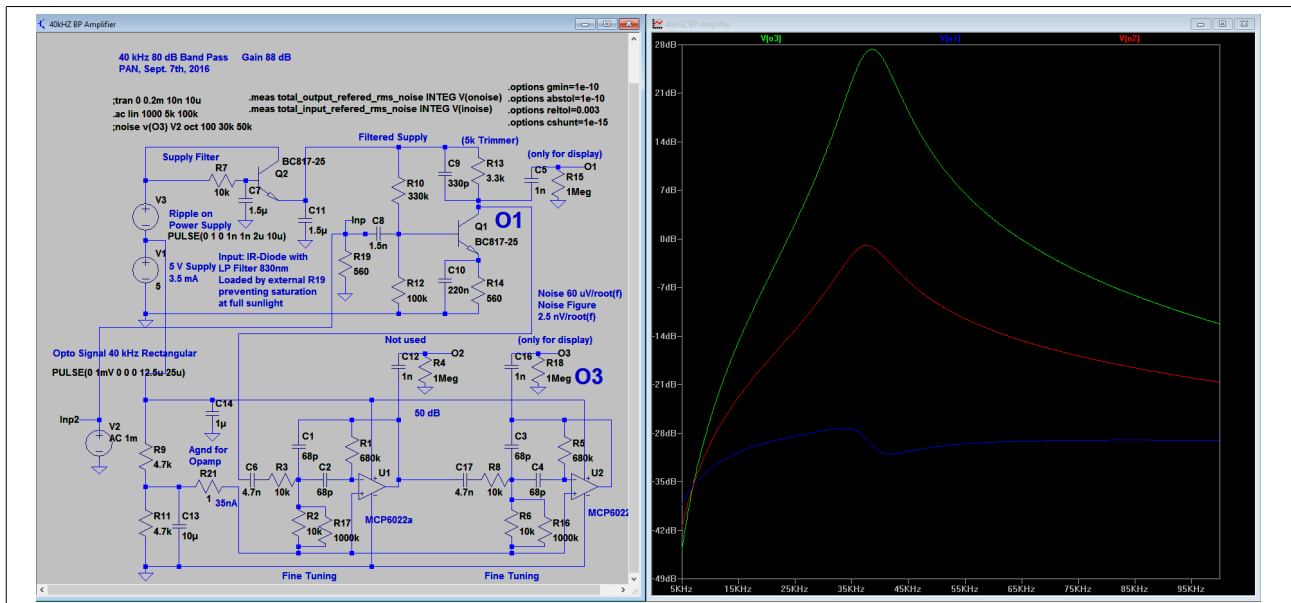 40kHZ BP Amplifier
40 kHz 80 dB Band Pass    Gain 88 dB
PAN, Sept. 7th, 2016
;tran 0 0.2m 10n 10u
.ac lin 1000 5k 100k
;noise v(O3) V2 oct 100 30k 50k
.meas total_output_refered_rms_noise INTEG V(onoise)
.meas total_input_refered_rms_noise INTEG V(inoise)
.options gmin=1e-10
.options abstol=1e-10
.options reltol=0.003
.options cshunt=1e-15
Filtered Supply
(5k Trimmer)
(only for display)
Supply Filter
BC817-25
Q2
R7
10k
C7
1.5µ
C11
1.5µ
V3
Ripple on
Power Supply
PULSE(0 1 0 1n 1n 2u 10u)
V1
5
5 V Supply
3.5 mA
Input: IR-Diode with
LP Filter 830nm
Loaded by external R19
preventing saturation
at full sunlight
Inp
C8
1.5n
R19
560
R10
330k
R12
100k
C9
330p
R13
3.3k
C5
1n
R15
1Meg
O1
O1
Q1
BC817-25
C10
220n
R14
560
Noise 60 uV/root(f)
Noise Figure
2.5 nV/root(f)
Opto Signal 40 kHz Rectangular
PULSE(0 1mV 0 0 0 12.5u 25u)
Not used
(only for display)
C12
1n
R4
1Meg
O2
C16
1n
R18
1Meg
O3
O3
Inp2
V2
AC 1m
C14
1µ
R9
4.7k
R11
4.7k
C13
10µ
Agnd for
Opamp
R21
1
35nA
50 dB
C6
4.7n
R3
10k
C1
68p
C2
68p
R1
680k
U1
MCP6022a
R2
10k
R17
1000k
C17
4.7n
R8
10k
C3
68p
C4
68p
R5
680k
U2
MCP6022
R6
10k
R16
1000k
Fine Tuning
Fine Tuning
40kHZ BP Amplifier
V(o3)
V(o1)
V(o2)
28dB
21dB
14dB
7dB
0dB
-7dB
-14dB
-21dB
-28dB
-35dB
-42dB
-49dB
5KHz
15KHz
25KHz
35KHz
45KHz
55KHz
65KHz
75KHz
85KHz
95KHz